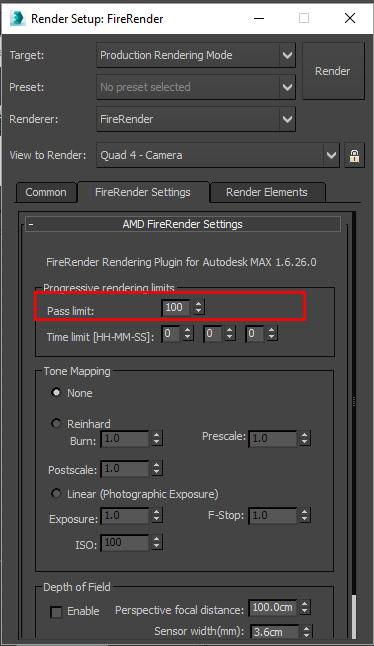 Render Setup: FireRender
Target: Production Rendering Mode
Render
Preset: No preset selected
Renderer: FireRender
View to Render: Quad 4 - Camera
Common FireRender Settings Render Elements
- AMD FireRender Settings
FireRender Rendering Plugin for Autodesk MAX 1.6.26.0
Progressive rendering limits
Pass limit: 100
Time limit [HH-MM-SS]: 0 0 0
Tone Mapping
None
Reinhard
Burn: 1.0 Prescale: 1.0
Postscale: 1.0
Linear (Photographic Exposure)
Exposure: 1.0 F-Stop: 1.0
ISO: 100
Depth of Field
Enable Perspective focal distance: 100.0cm
Sensor width(mm): 3.6cm